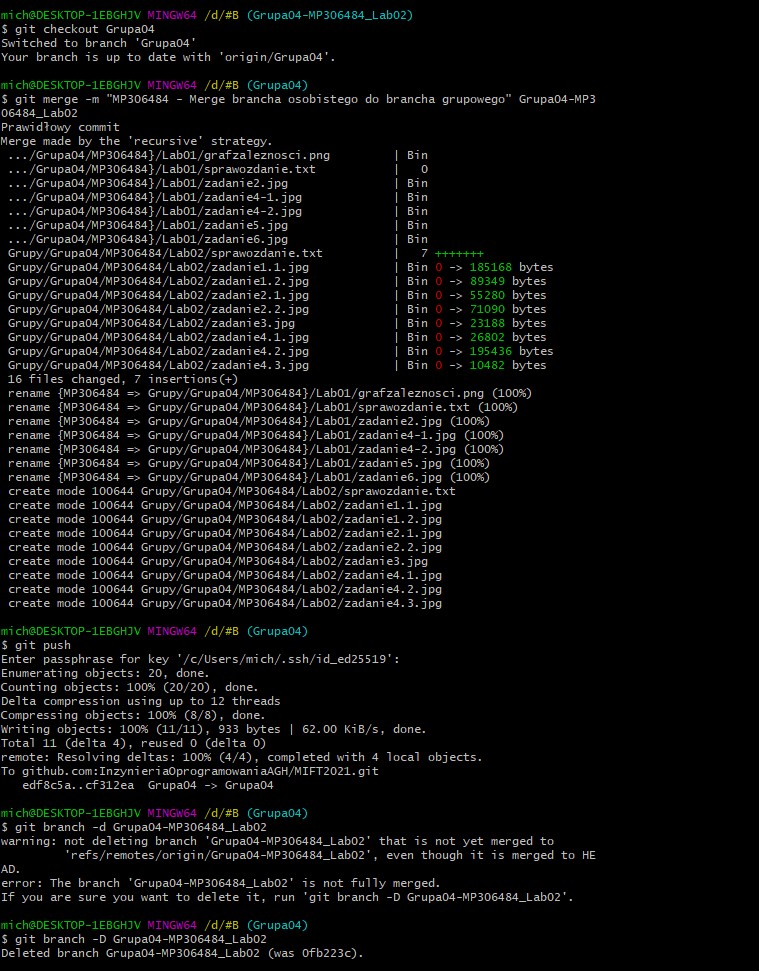 mich@DESKTOP-1EBGHJV MINGW64 /d/#B (Grupa04-MP306484_Lab02)
$ git checkout Grupa04
Switched to branch 'Grupa04'
Your branch is up to date with 'origin/Grupa04'.
mich@DESKTOP-1EBGHJV MINGW64 /d/#B (Grupa04)
$ git merge -m "MP306484 - Merge brancha osobistego do brancha grupowego" Grupa04-MP3
06484_Lab02
Prawidłowy commit
Merge made by the 'recursive' strategy.
.../Grupa04/MP306484}/Lab01/grafzaleznosci.png | Bin
.../Grupa04/MP306484}/Lab01/sprawozdanie.txt | 0
.../Grupa04/MP306484}/Lab01/zadanie2.jpg | Bin
.../Grupa04/MP306484}/Lab01/zadanie4-1.jpg | Bin
.../Grupa04/MP306484}/Lab01/zadanie4-2.jpg | Bin
.../Grupa04/MP306484}/Lab01/zadanie5.jpg | Bin
.../Grupa04/MP306484}/Lab01/zadanie6.jpg | Bin
Grupy/Grupa04/MP306484/Lab02/sprawozdanie.txt | 7 +++++++
Grupy/Grupa04/MP306484/Lab02/zadanie1.1.jpg | Bin 0 -> 185168 bytes
Grupy/Grupa04/MP306484/Lab02/zadanie1.2.jpg | Bin 0 -> 89349 bytes
Grupy/Grupa04/MP306484/Lab02/zadanie2.1.jpg | Bin 0 -> 55280 bytes
Grupy/Grupa04/MP306484/Lab02/zadanie2.2.jpg | Bin 0 -> 71090 bytes
Grupy/Grupa04/MP306484/Lab02/zadanie3.jpg | Bin 0 -> 23188 bytes
Grupy/Grupa04/MP306484/Lab02/zadanie4.1.jpg | Bin 0 -> 26802 bytes
Grupy/Grupa04/MP306484/Lab02/zadanie4.2.jpg | Bin 0 -> 195436 bytes
Grupy/Grupa04/MP306484/Lab02/zadanie4.3.jpg | Bin 0 -> 10482 bytes
16 files changed, 7 insertions(+)
rename {MP306484 => Grupy/Grupa04/MP306484}/Lab01/grafzaleznosci.png (100%)
rename {MP306484 => Grupy/Grupa04/MP306484}/Lab01/sprawozdanie.txt (100%)
rename {MP306484 => Grupy/Grupa04/MP306484}/Lab01/zadanie2.jpg (100%)
rename {MP306484 => Grupy/Grupa04/MP306484}/Lab01/zadanie4-1.jpg (100%)
rename {MP306484 => Grupy/Grupa04/MP306484}/Lab01/zadanie4-2.jpg (100%)
rename {MP306484 => Grupy/Grupa04/MP306484}/Lab01/zadanie5.jpg (100%)
rename {MP306484 => Grupy/Grupa04/MP306484}/Lab01/zadanie6.jpg (100%)
create mode 100644 Grupy/Grupa04/MP306484/Lab02/sprawozdanie.txt
create mode 100644 Grupy/Grupa04/MP306484/Lab02/zadanie1.1.jpg
create mode 100644 Grupy/Grupa04/MP306484/Lab02/zadanie1.2.jpg
create mode 100644 Grupy/Grupa04/MP306484/Lab02/zadanie2.1.jpg
create mode 100644 Grupy/Grupa04/MP306484/Lab02/zadanie2.2.jpg
create mode 100644 Grupy/Grupa04/MP306484/Lab02/zadanie3.jpg
create mode 100644 Grupy/Grupa04/MP306484/Lab02/zadanie4.1.jpg
create mode 100644 Grupy/Grupa04/MP306484/Lab02/zadanie4.2.jpg
create mode 100644 Grupy/Grupa04/MP306484/Lab02/zadanie4.3.jpg
mich@DESKTOP-1EBGHJV MINGW64 /d/#B (Grupa04)
$ git push
Enter passphrase for key '/c/Users/mich/.ssh/id_ed25519':
Enumerating objects: 20, done.
Counting objects: 100% (20/20), done.
Delta compression using up to 12 threads
Compressing objects: 100% (8/8), done.
Writing objects: 100% (11/11), 933 bytes | 62.00 KiB/s, done.
Total 11 (delta 4), reused 0 (delta 0)
remote: Resolving deltas: 100% (4/4), completed with 4 local objects.
To github.com:InzynieriaOprogramowaniaAGH/MIFT2021.git
edf8c5a..cf312ea Grupa04 -> Grupa04
mich@DESKTOP-1EBGHJV MINGW64 /d/#B (Grupa04)
$ git branch -d Grupa04-MP306484_Lab02
warning: not deleting branch 'Grupa04-MP306484_Lab02' that is not yet merged to
'refs/remotes/origin/Grupa04-MP306484_Lab02', even though it is merged to HE
AD.
error: The branch 'Grupa04-MP306484_Lab02' is not fully merged.
If you are sure you want to delete it, run 'git branch -D Grupa04-MP306484_Lab02'.
mich@DESKTOP-1EBGHJV MINGW64 /d/#B (Grupa04)
$ git branch -D Grupa04-MP306484_Lab02
Deleted branch Grupa04-MP306484_Lab02 (was 0fb223c).